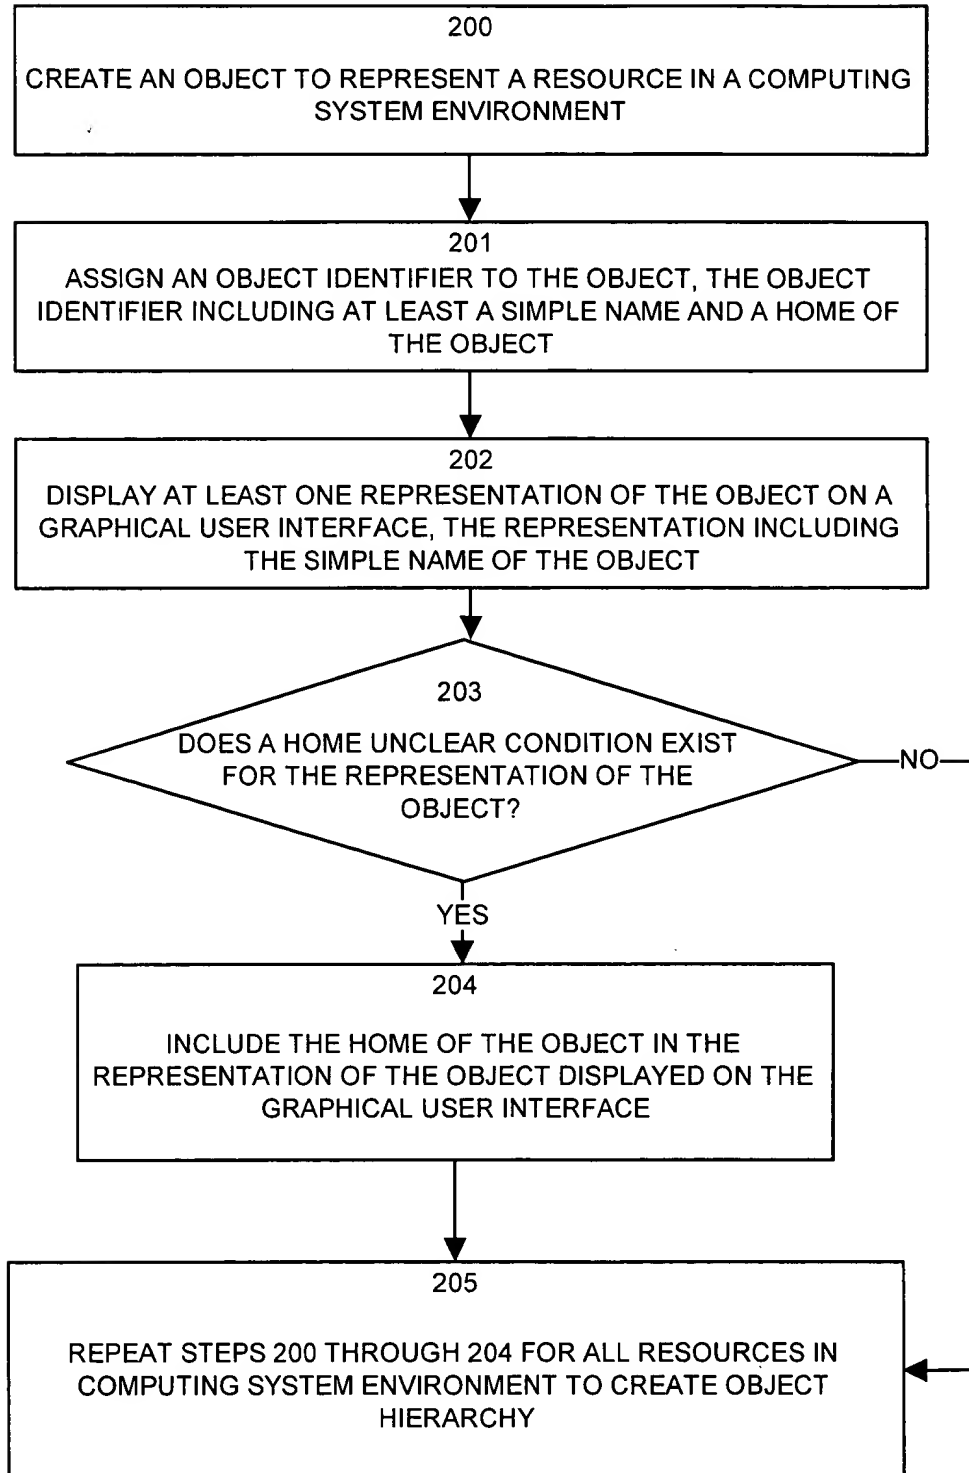 200
CREATE AN OBJECT TO REPRESENT A RESOURCE IN A COMPUTING
SYSTEM ENVIRONMENT
201
ASSIGN AN OBJECT IDENTIFIER TO THE OBJECT, THE OBJECT
IDENTIFIER INCLUDING AT LEAST A SIMPLE NAME AND A HOME OF
THE OBJECT
202
DISPLAY AT LEAST ONE REPRESENTATION OF THE OBJECT ON A
GRAPHICAL USER INTERFACE, THE REPRESENTATION INCLUDING
THE SIMPLE NAME OF THE OBJECT
203
DOES A HOME UNCLEAR CONDITION EXIST
FOR THE REPRESENTATION OF THE
OBJECT?
NO
YES
204
INCLUDE THE HOME OF THE OBJECT IN THE
REPRESENTATION OF THE OBJECT DISPLAYED ON THE
GRAPHICAL USER INTERFACE
205
REPEAT STEPS 200 THROUGH 204 FOR ALL RESOURCES IN
COMPUTING SYSTEM ENVIRONMENT TO CREATE OBJECT
HIERARCHY